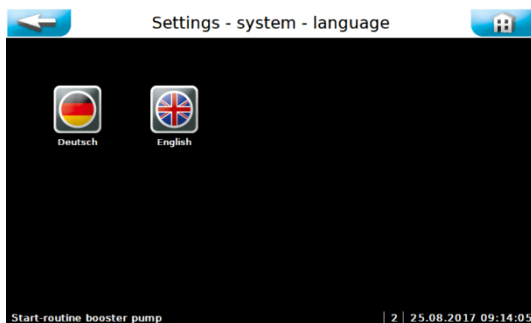 Settings - system - language
Deutsch
English
Start-routine booster pump | 2 | 25.08.2017 09:14:05